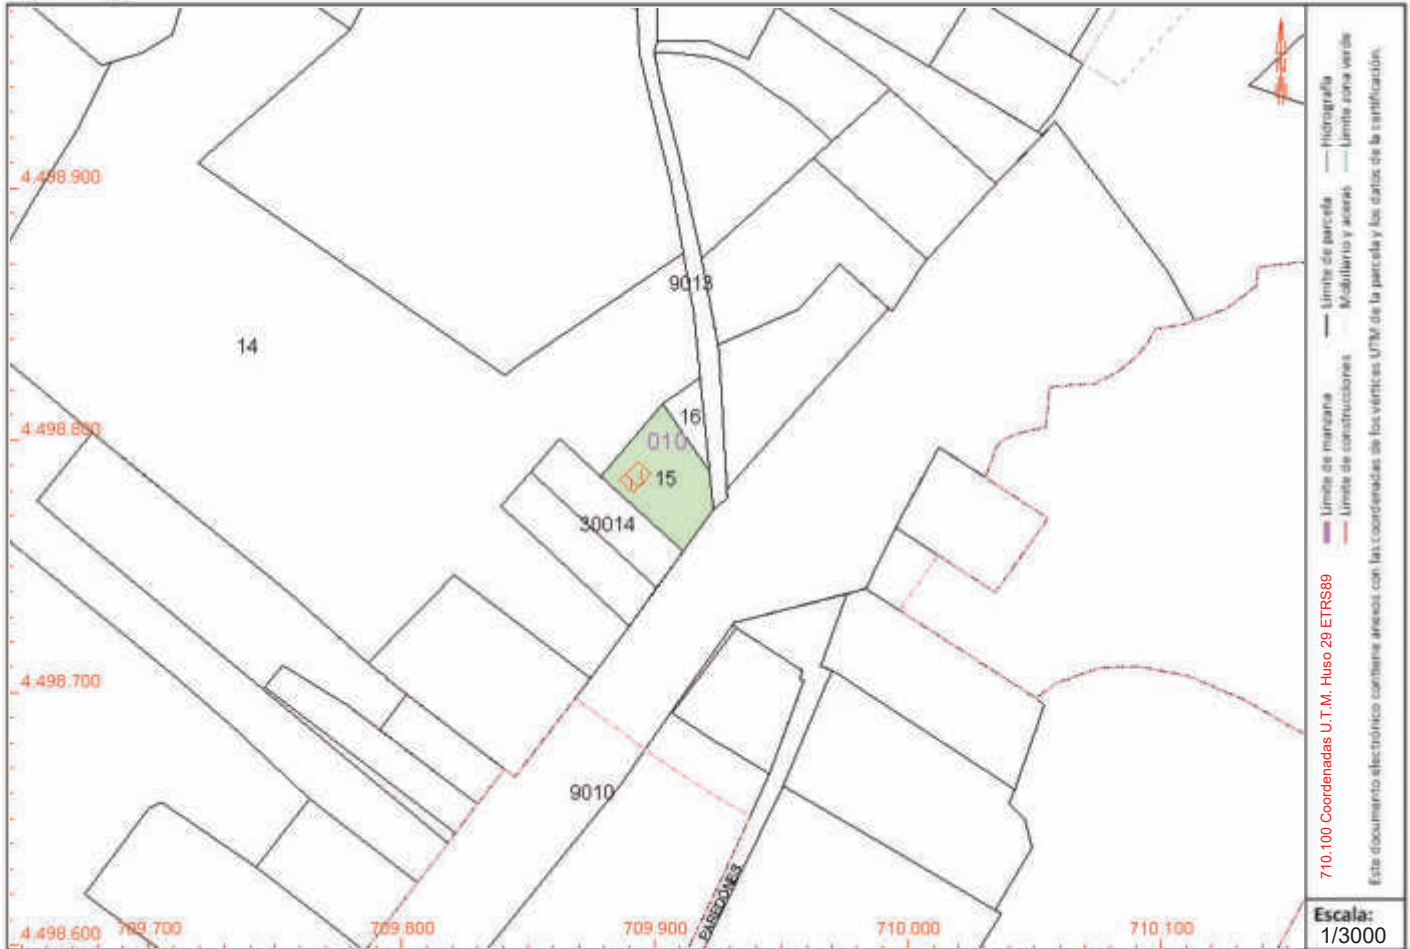 4.498.900
9013
14
16
4.498.800
010
15
30014
4.498.700
9010
PAREDONES
4.498.600
709.700
709.800
709.900
710.000
710.100
Límite de manzana
Límite de parcela
Hidrografía
Límite de construcciones
Mobiliario y aceras
Límite zona verde
710.100 Coordenadas U.T.M. Huso 29 ETRS89
Este documento electrónico contiene anexos con las coordenadas de los vértices UTM de la parcela y los datos de la certificación.
Escala:
1/3000